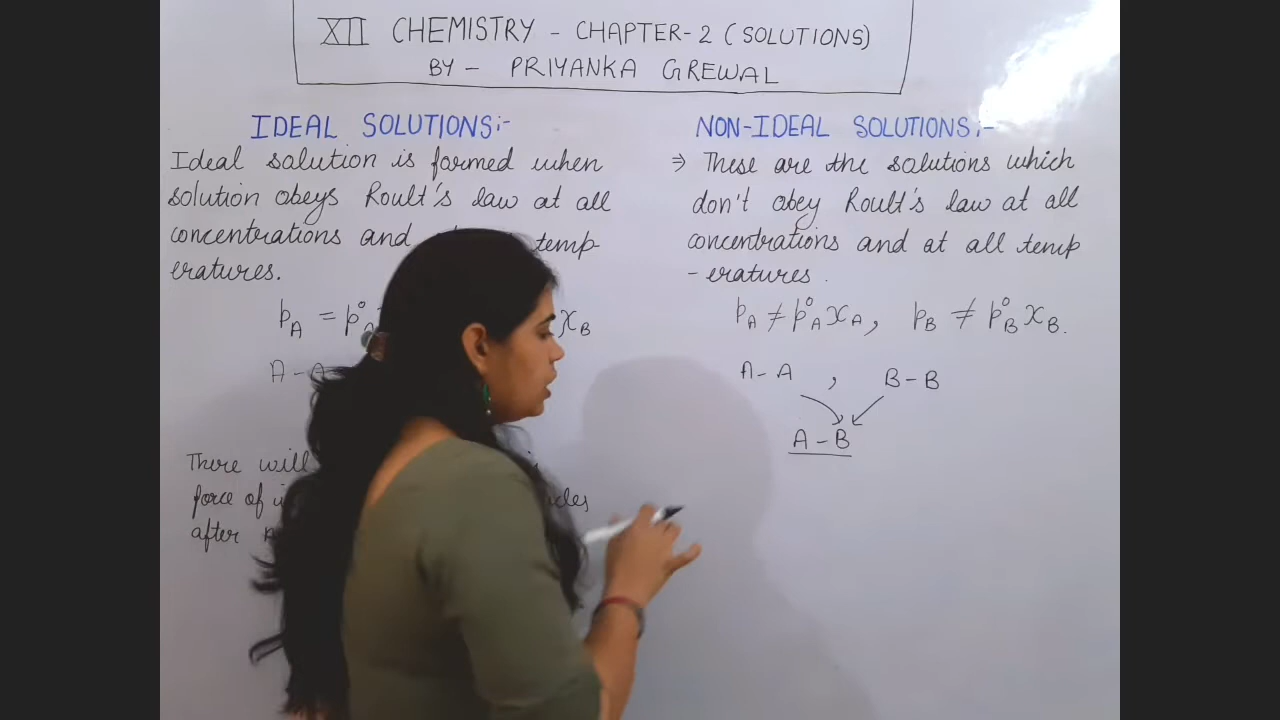 XII CHEMISTRY - CHAPTER-2 (SOLUTIONS)
BY - PRIYANKA GREWAL
IDEAL SOLUTIONS:-
Ideal solution is formed when
solution obeys Roult's law at all
concentrations and temp-
eratures.
pA = p°A xB
A - A
There will
force of
after
NON-IDEAL SOLUTIONS:-
⇒ These are the solutions which
don't obey Roult's law at all
concentrations and at all temp
-eratures.
pA ≠ p°A xA, pB ≠ p°B xB.
A - A , B - B
A - B